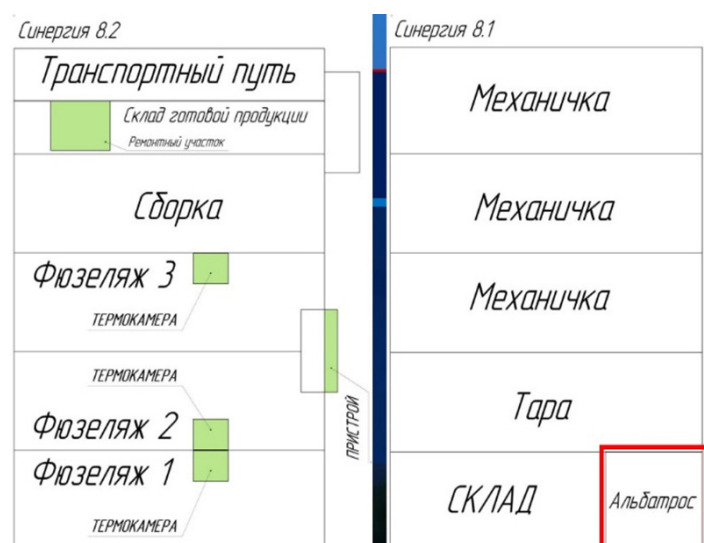 Синергия 8.2
Транспортный путь
Склад готовой продукции
Ремонтный участок
Сборка
Фюзеляж 3
ТЕРМОКАМЕРА
ТЕРМОКАМЕРА
Фюзеляж 2
Фюзеляж 1
ТЕРМОКАМЕРА
ПРИСТРОЙ
Синергия 8.1
Механичка
Механичка
Механичка
Тара
СКЛАД
Альбатрос